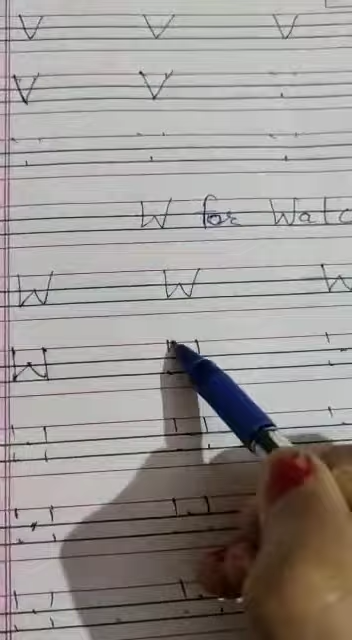 V V V
V V
W for Watc
W W W
W